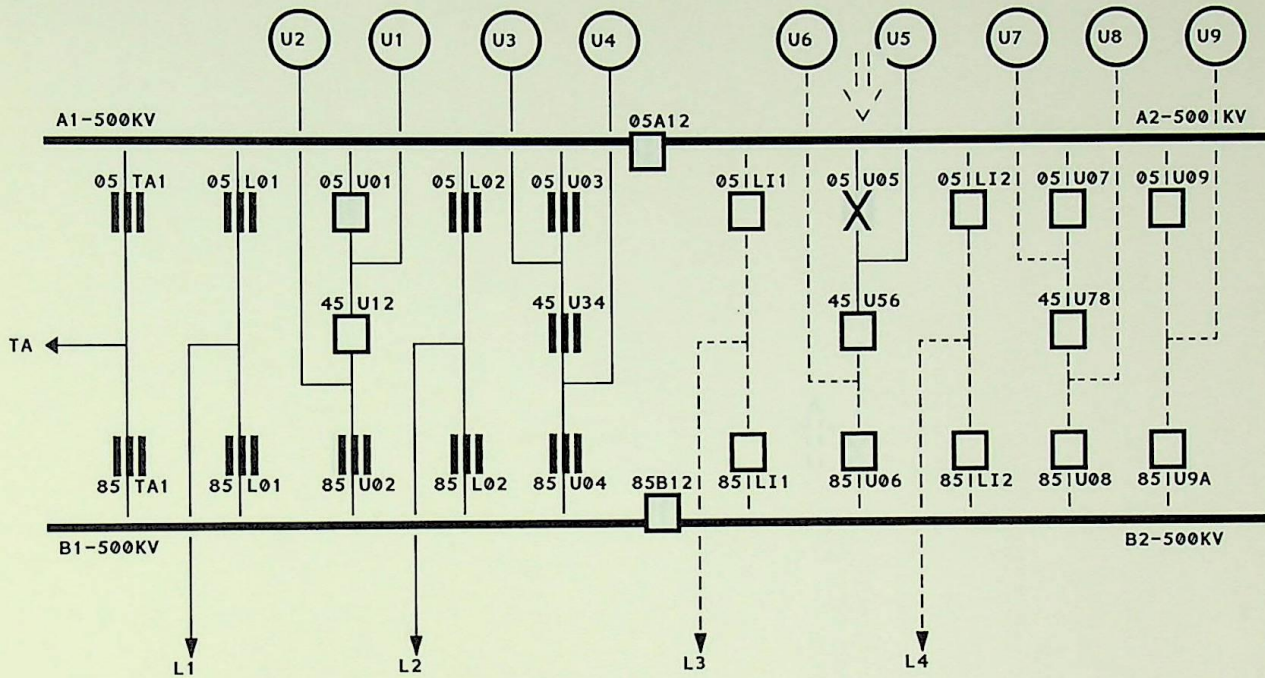 U2 U1 U3 U4 U6 U5 U7 U8 U9
A1-500KV 05A12 A2-500 KV
05 TA1 05 L01 05 U01 05 L02 05 U03 05 LI1 05 U05 05 LI2 05 U07 05 U09
45 U12 45 U34 45 U56 45 U78
TA
85 TA1 85 L01 85 U02 85 L02 85 U04 85B12 85 LI1 85 U06 85 LI2 85 U08 85 U9A
B1-500KV B2-500KV
L1 L2 L3 L4